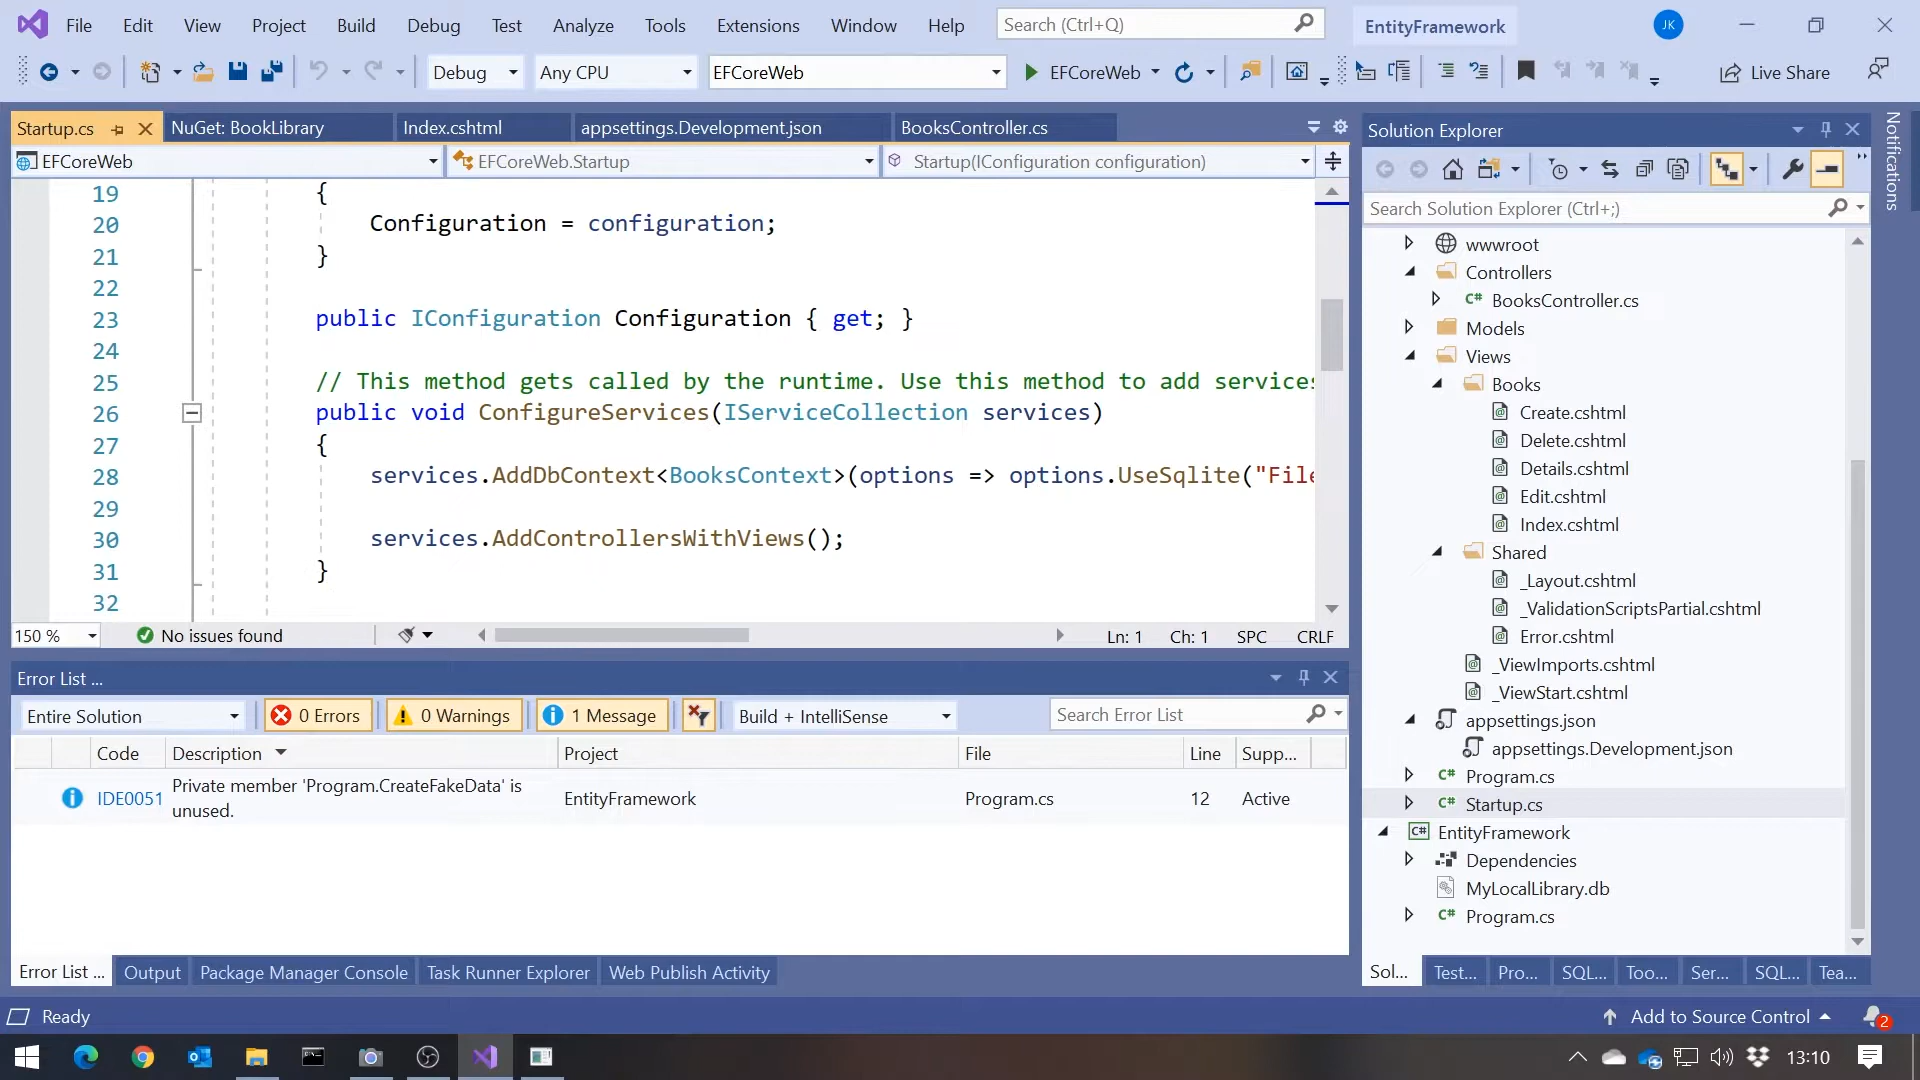 File Edit View Project Build Debug Test Analyze Tools Extensions Window Help Search (Ctrl+Q) EntityFramework JK
Debug Any CPU EFCoreWeb EFCoreWeb Live Share
Startup.cs NuGet: BookLibrary Index.cshtml appsettings.Development.json BooksController.cs
EFCoreWeb EFCoreWeb.Startup Startup(IConfiguration configuration)
19 {
20 Configuration = configuration;
21 }
22
23 public IConfiguration Configuration { get; }
24
25 // This method gets called by the runtime. Use this method to add services
26 public void ConfigureServices(IServiceCollection services)
27 {
28 services.AddDbContext<BooksContext>(options => options.UseSqlite("File
29
30 services.AddControllersWithViews();
31 }
32
150 % No issues found Ln: 1 Ch: 1 SPC CRLF
Error List ...
Entire Solution 0 Errors 0 Warnings 1 Message Build + IntelliSense Search Error List
Code Description Project File Line Supp...
IDE0051 Private member 'Program.CreateFakeData' is unused. EntityFramework Program.cs 12 Active
Error List ... Output Package Manager Console Task Runner Explorer Web Publish Activity
Solution Explorer
Search Solution Explorer (Ctrl+;)
wwwroot
Controllers
C# BooksController.cs
Models
Views
Books
Create.cshtml
Delete.cshtml
Details.cshtml
Edit.cshtml
Index.cshtml
Shared
_Layout.cshtml
_ValidationScriptsPartial.cshtml
Error.cshtml
_ViewImports.cshtml
_ViewStart.cshtml
appsettings.json
appsettings.Development.json
C# Program.cs
C# Startup.cs
C# EntityFramework
Dependencies
MyLocalLibrary.db
C# Program.cs
Sol... Test... Pro... SQL... Too... Ser... SQL... Tea...
Notifications
Ready Add to Source Control 2
13:10